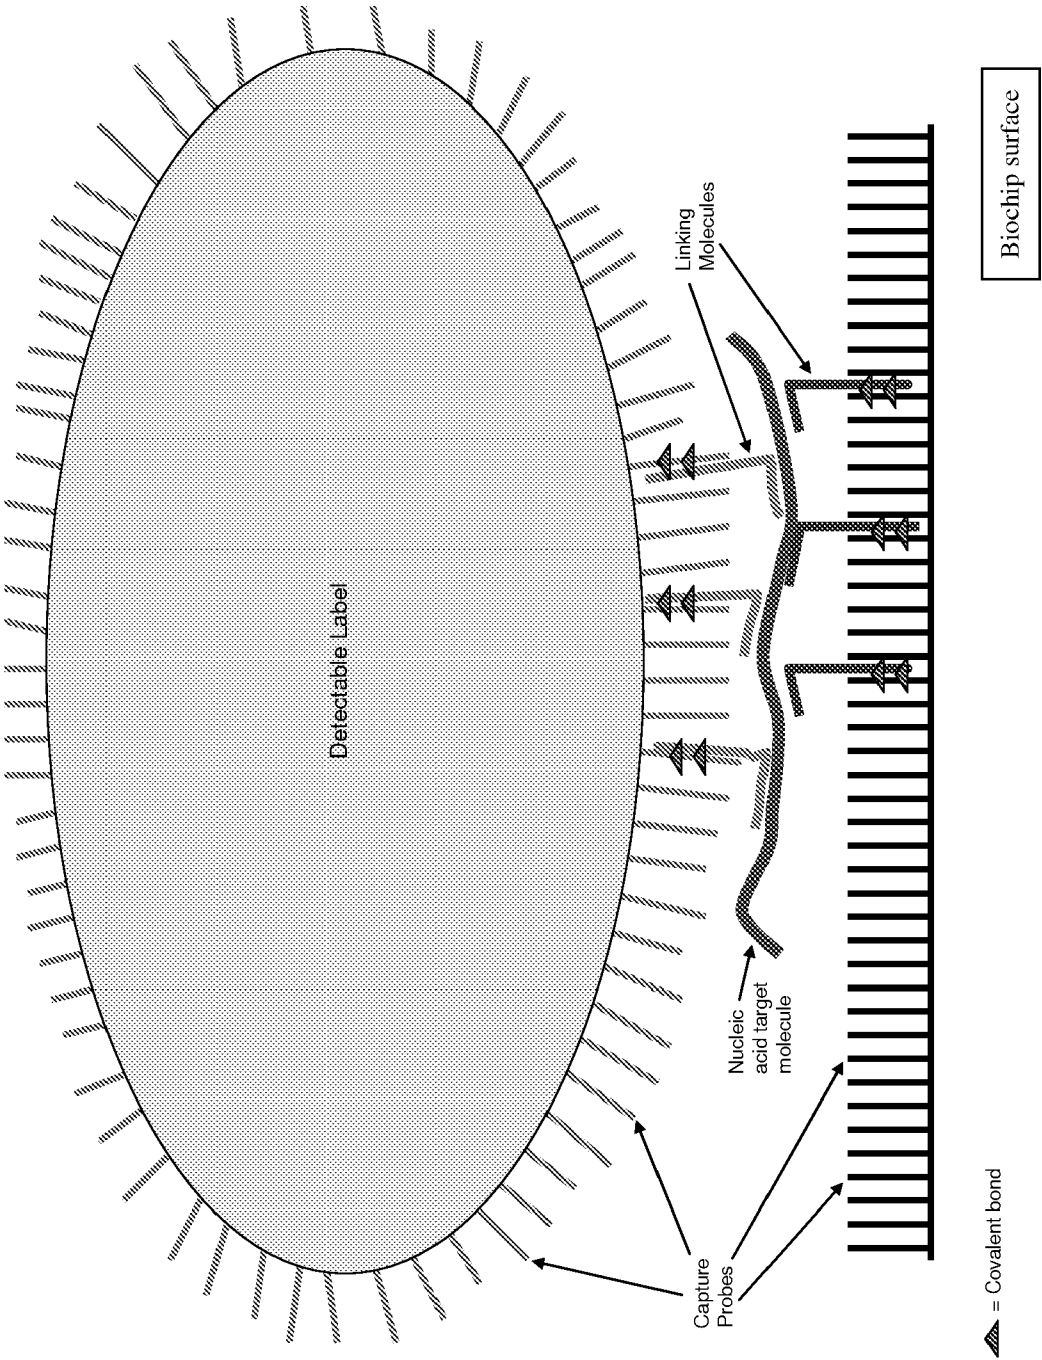 Detectable Label
Linking
Molecules
Nucleic
acid target
molecule
Capture
Probes
Biochip surface
= Covalent bond